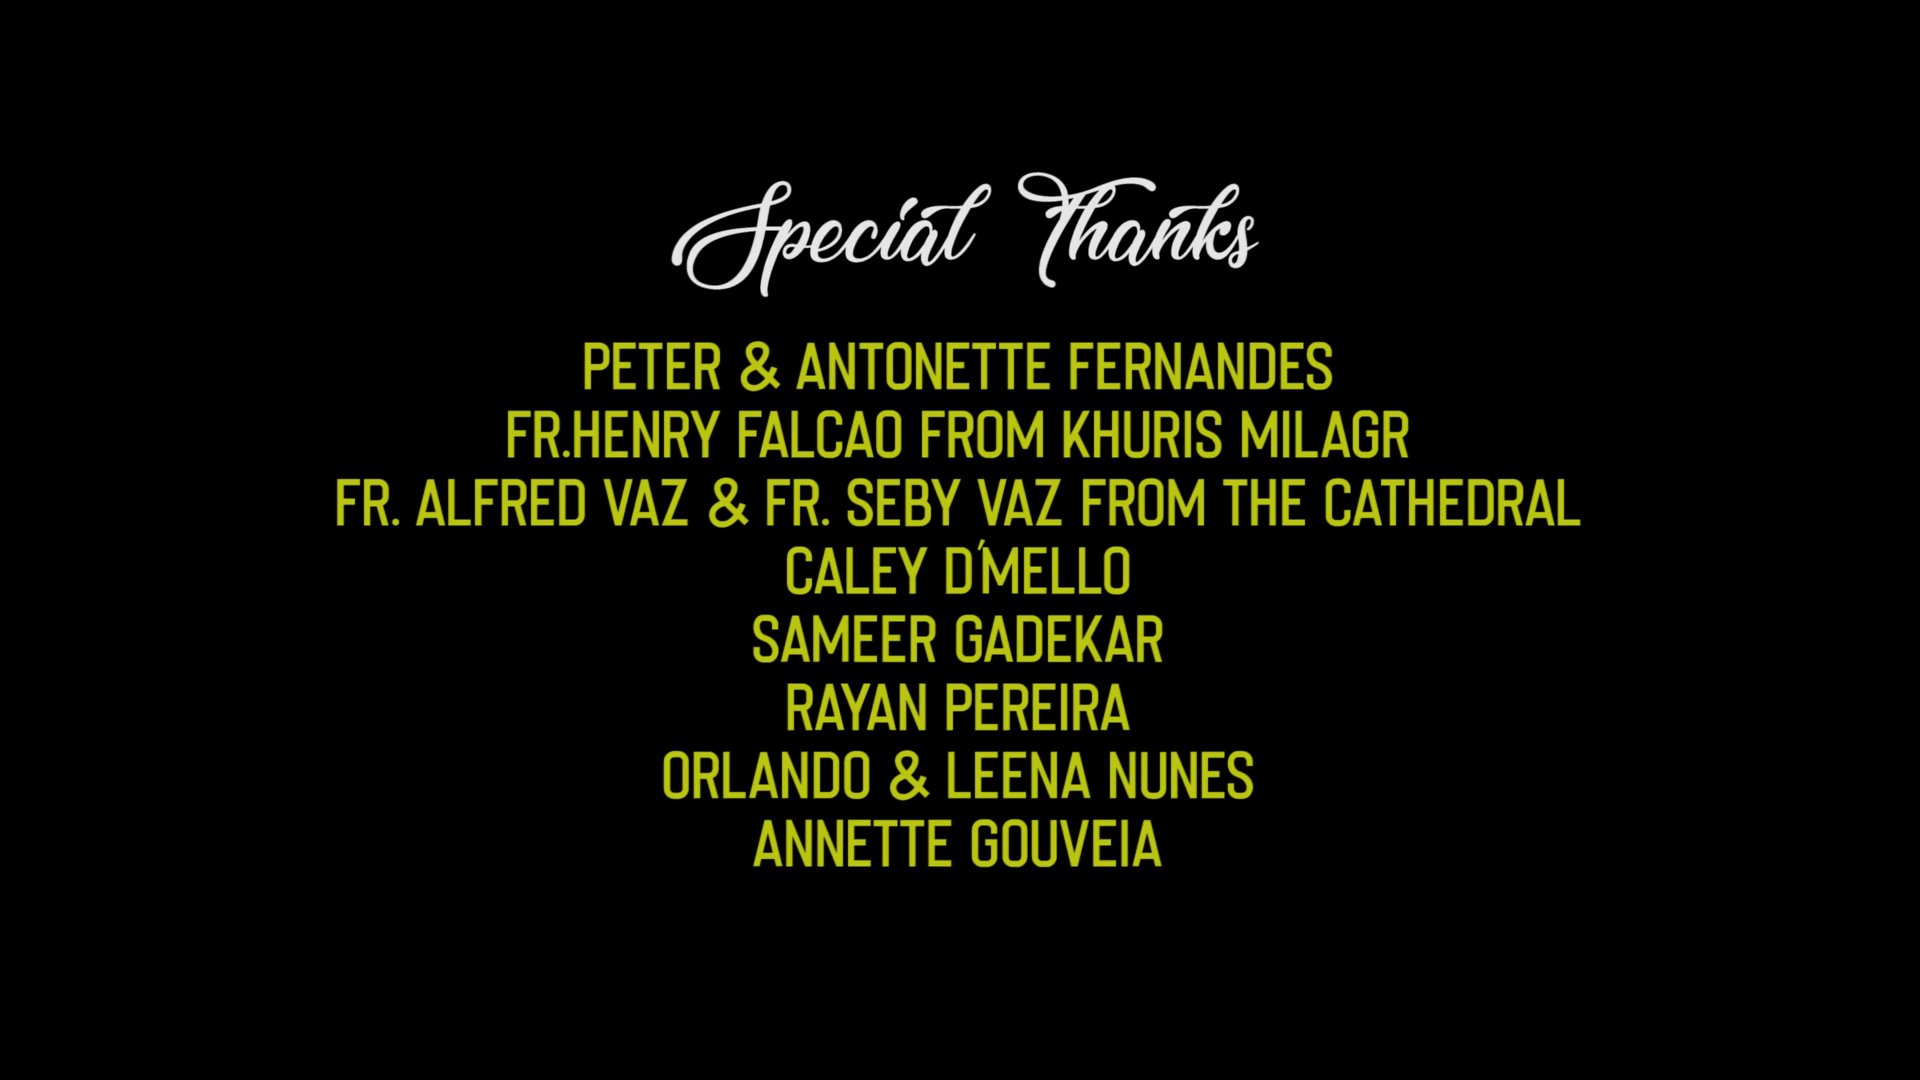 Special Thanks
PETER & ANTONETTE FERNANDES
FR.HENRY FALCAO FROM KHURIS MILAGR
FR. ALFRED VAZ & FR. SEBY VAZ FROM THE CATHEDRAL
CALEY D'MELLO
SAMEER GADEKAR
RAYAN PEREIRA
ORLANDO & LEENA NUNES
ANNETTE GOUVEIA